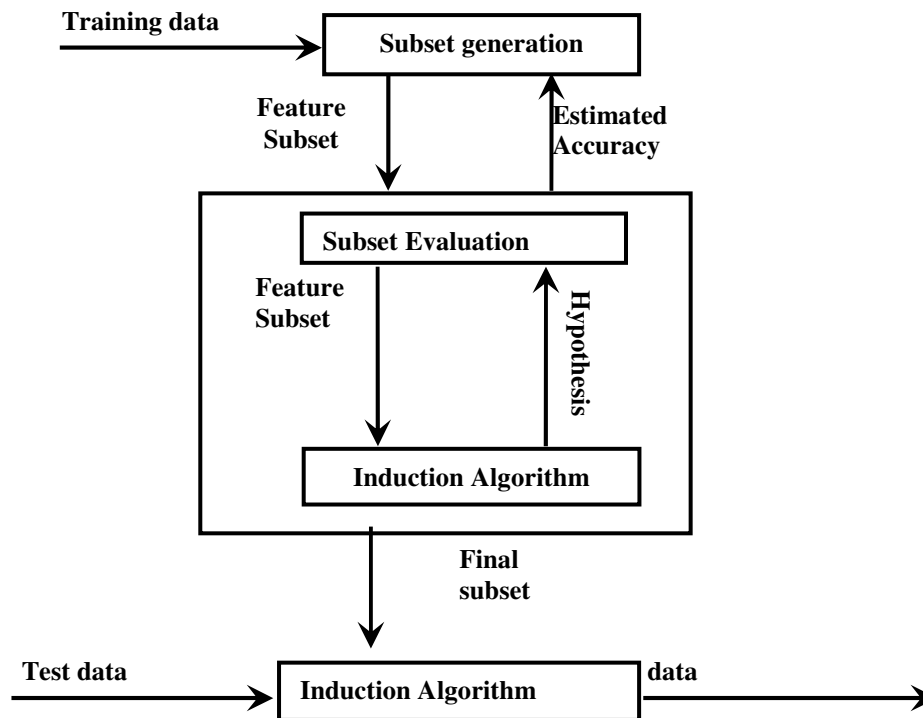 Training data
Subset generation
Feature
Subset
Estimated
Accuracy
Subset Evaluation
Feature
Subset
Hypothesis
Induction Algorithm
Final
subset
Test data
Induction Algorithm
data